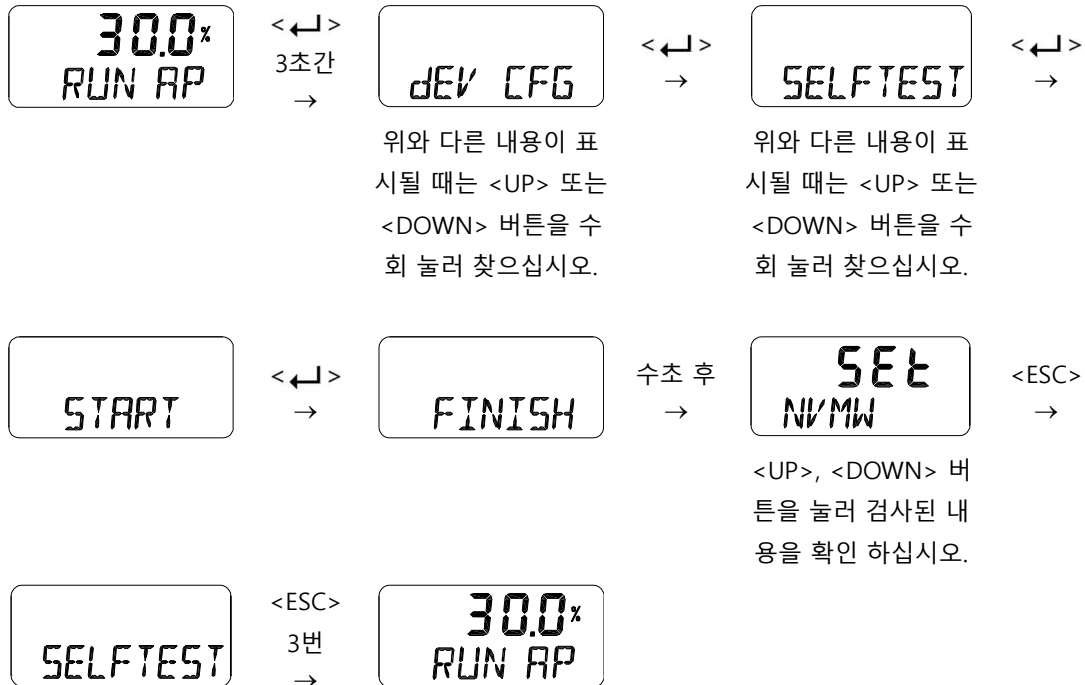 30.0%
RUN AP
<↵>
3초간
→
dEV CFG
<↵>
→
SELFTEST
<↵>
→
위와 다른 내용이 표
시될 때는 <UP> 또는
<DOWN> 버튼을 수
회 눌러 찾으십시오.
위와 다른 내용이 표
시될 때는 <UP> 또는
<DOWN> 버튼을 수
회 눌러 찾으십시오.
START
<↵>
→
FINISH
수초 후
→
SEt
NVMW
<ESC>
→
<UP>, <DOWN> 버
튼을 눌러 검사된 내
용을 확인 하십시오.
SELFTEST
<ESC>
3번
→
30.0%
RUN AP